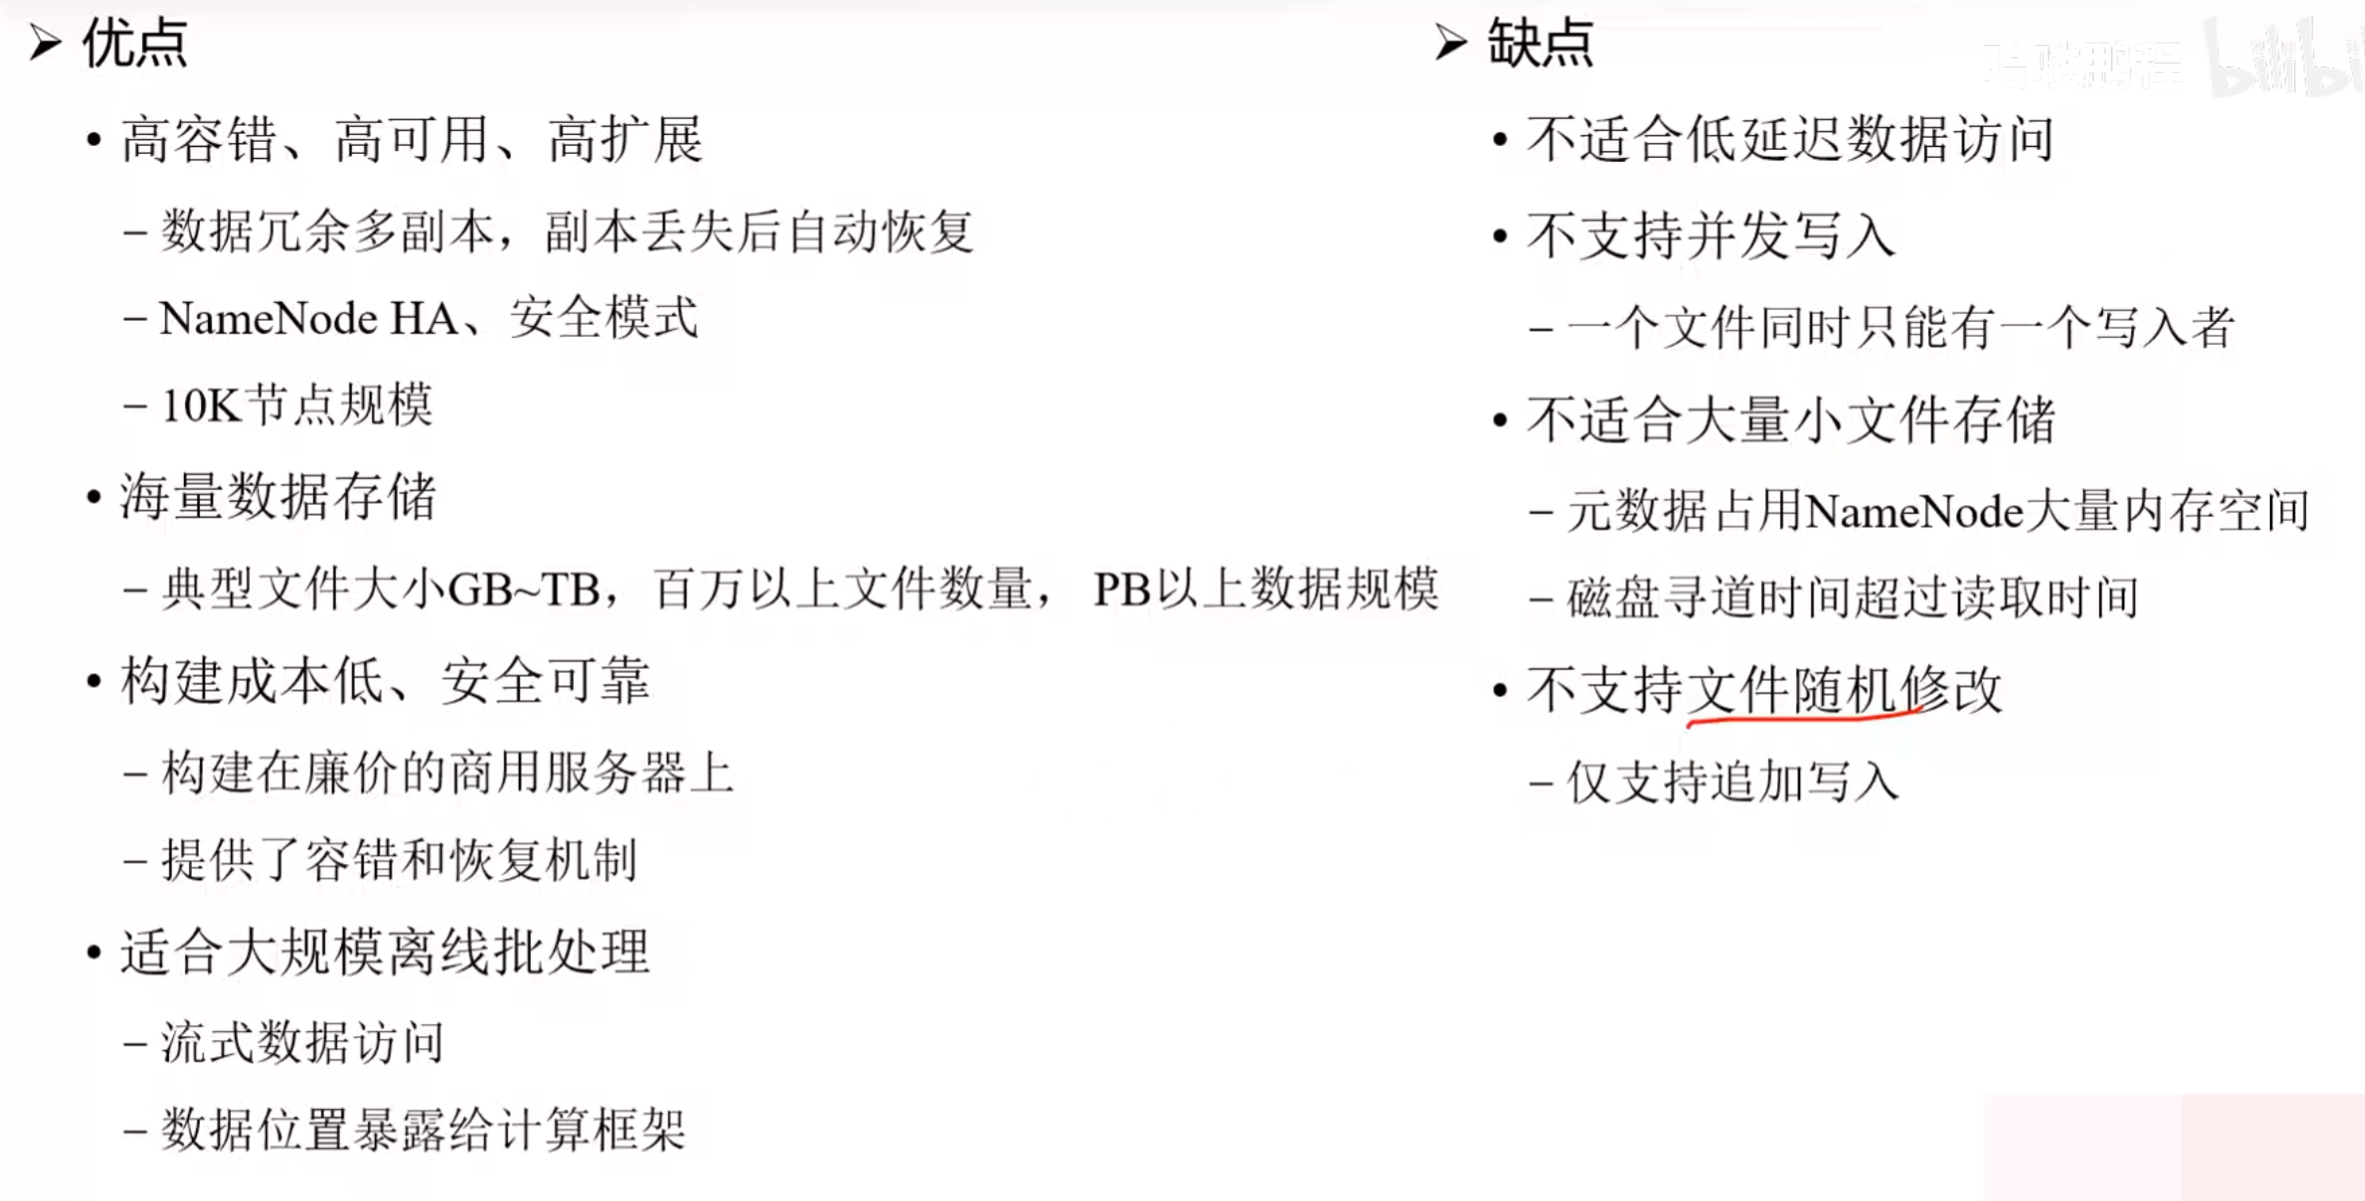 ➢ 优点
• 高容错、高可用、高扩展
– 数据冗余多副本，副本丢失后自动恢复
– NameNode HA、安全模式
– 10K节点规模
• 海量数据存储
– 典型文件大小GB~TB，百万以上文件数量， PB以上数据规模
• 构建成本低、安全可靠
– 构建在廉价的商用服务器上
– 提供了容错和恢复机制
• 适合大规模离线批处理
– 流式数据访问
– 数据位置暴露给计算框架
➢ 缺点
• 不适合低延迟数据访问
• 不支持并发写入
– 一个文件同时只能有一个写入者
• 不适合大量小文件存储
– 元数据占用NameNode大量内存空间
– 磁盘寻道时间超过读取时间
• 不支持文件随机修改
– 仅支持追加写入
bilibi